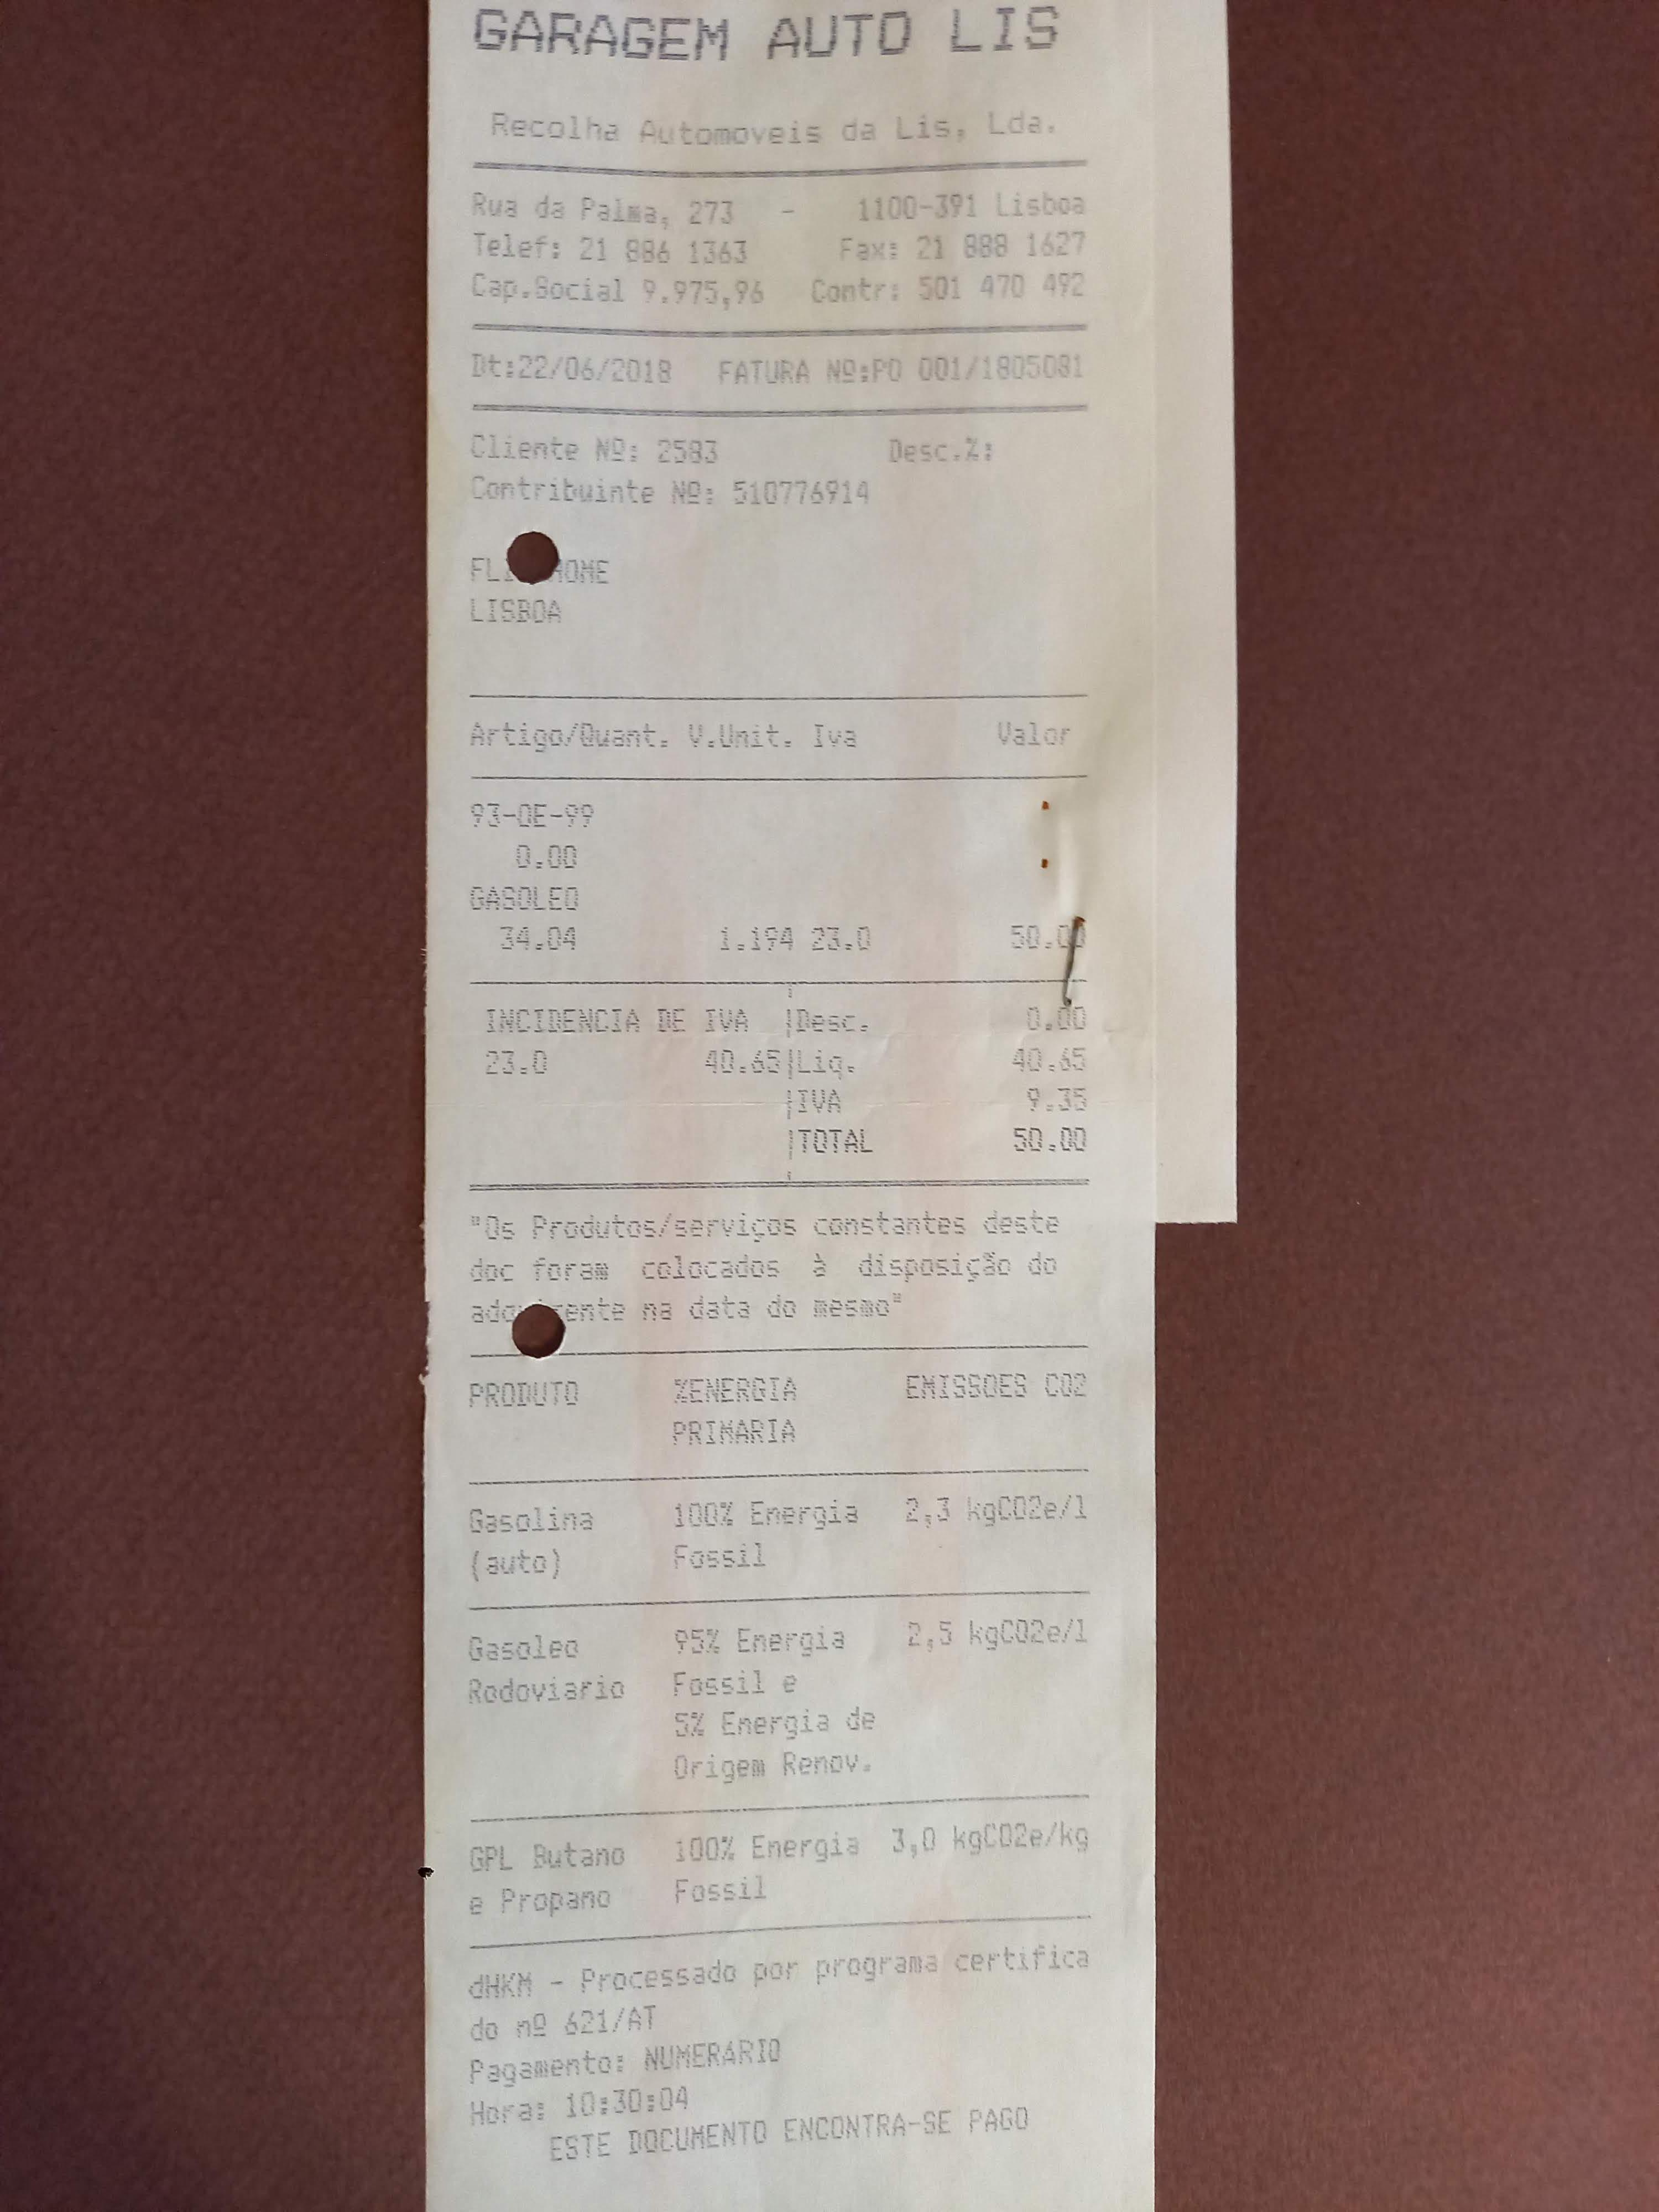 GARAGEM AUTO LIS
Recolha Automoveis da Lis, Lda.
Rua da Palma, 273 - 1100-391 Lisboa
Telef: 21 886 1363 Fax: 21 888 1627
Cap.Social 9.975,96 Contr: 501 470 492
Dt:22/06/2018 FATURA Nº:PO 001/1805081
Cliente Nº: 2583 Desc.%:
Contribuinte Nº: 510776914
LISBOA
Artigo/Quant. V.Unit. Iva Valor
93-QE-99
0.00
GASOLEO
34.04 1.194 23.0 50.00
INCIDENCIA DE IVA |Desc. 0.00
23.0 40.65|Liq. 40.65
|IVA 9.35
|TOTAL 50.00
"Os Produtos/serviços constantes deste
doc foram colocados à disposição do
na data do mesmo"
PRODUTO %ENERGIA EMISSOES CO2
PRIMARIA
Gasolina 100% Energia 2,3 kgCO2e/l
(auto) Fossil
Gasoleo 95% Energia 2,5 kgCO2e/l
Rodoviario Fossil e
5% Energia de
Origem Renov.
GPL Butano 100% Energia 3,0 kgCO2e/kg
e Propano Fossil
dHKM - Processado por programa certifica
do nº 621/AT
Pagamento: NUMERARIO
Hora: 10:30:04
ESTE DOCUMENTO ENCONTRA-SE PAGO